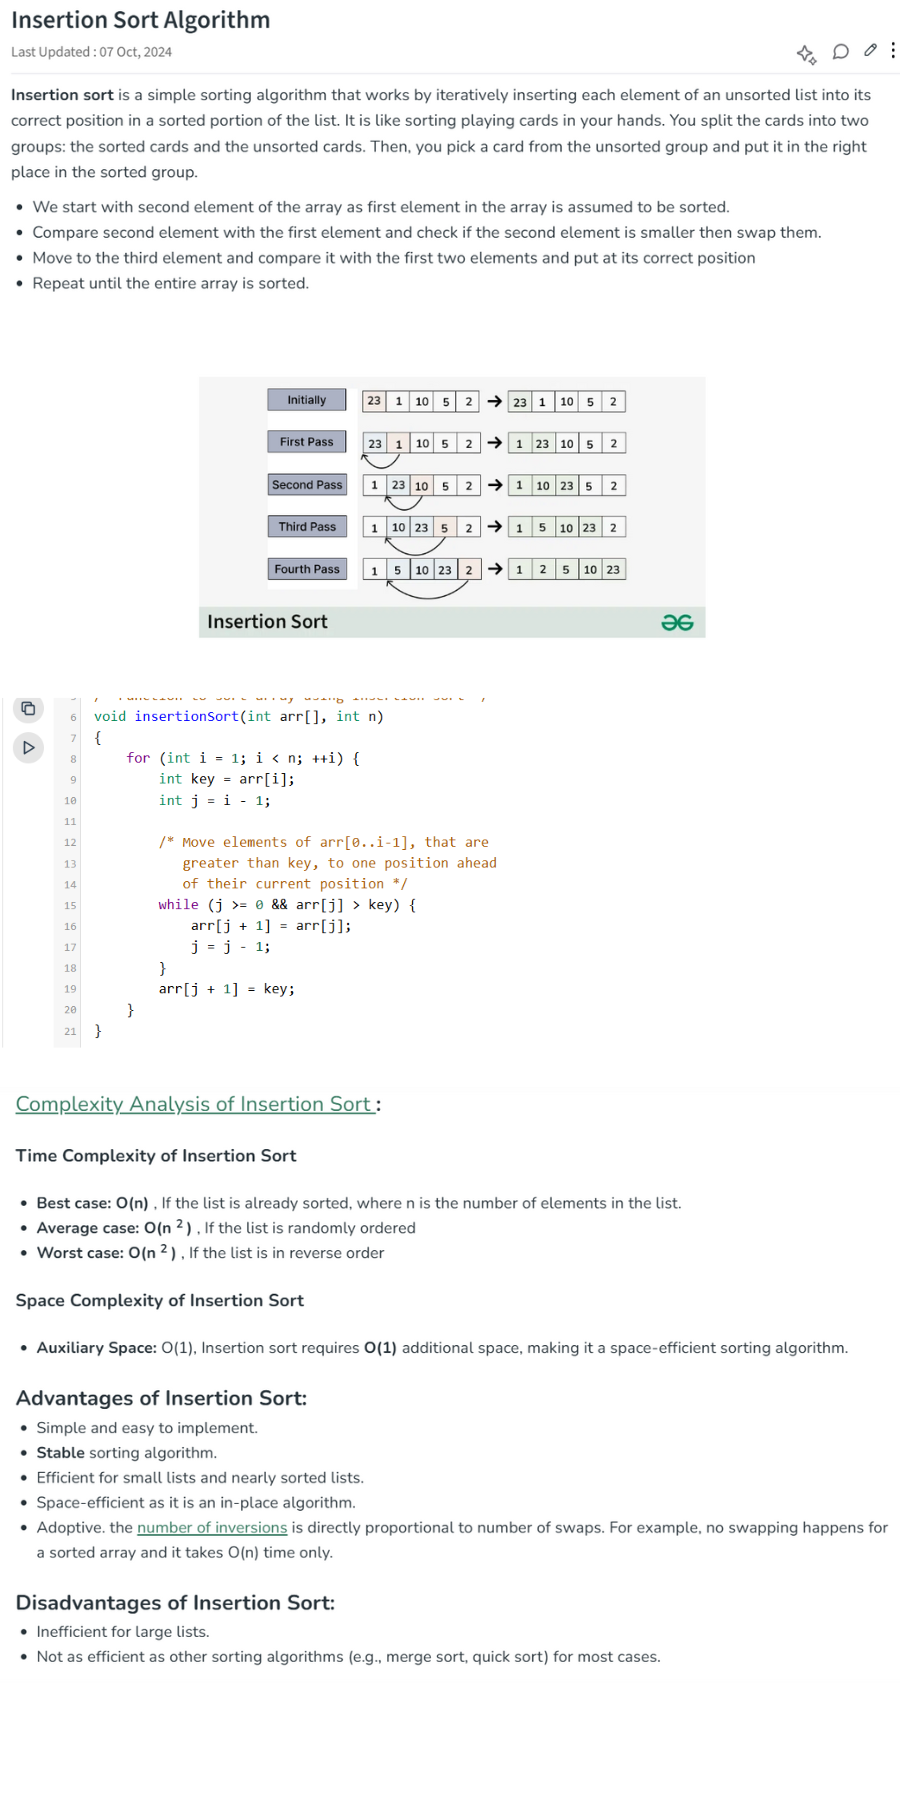 Insertion Sort Algorithm
Last Updated : 07 Oct, 2024
Insertion sort is a simple sorting algorithm that works by iteratively inserting each element of an unsorted list into its
correct position in a sorted portion of the list. It is like sorting playing cards in your hands. You split the cards into two
groups: the sorted cards and the unsorted cards. Then, you pick a card from the unsorted group and put it in the right
place in the sorted group.
• We start with second element of the array as first element in the array is assumed to be sorted.
• Compare second element with the first element and check if the second element is smaller then swap them.
• Move to the third element and compare it with the first two elements and put at its correct position
• Repeat until the entire array is sorted.
Initially 23 1 10 5 2 → 23 1 10 5 2
First Pass 23 1 10 5 2 → 1 23 10 5 2
Second Pass 1 23 10 5 2 → 1 10 23 5 2
Third Pass 1 10 23 5 2 → 1 5 10 23 2
Fourth Pass 1 5 10 23 2 → 1 2 5 10 23
Insertion Sort
6 void insertionSort(int arr[], int n)
7 {
8 for (int i = 1; i < n; ++i) {
9 int key = arr[i];
10 int j = i - 1;
11
12 /* Move elements of arr[0..i-1], that are
13 greater than key, to one position ahead
14 of their current position */
15 while (j >= 0 && arr[j] > key) {
16 arr[j + 1] = arr[j];
17 j = j - 1;
18 }
19 arr[j + 1] = key;
20 }
21 }
Complexity Analysis of Insertion Sort :
Time Complexity of Insertion Sort
• Best case: O(n) , If the list is already sorted, where n is the number of elements in the list.
• Average case: O(n 2 ) , If the list is randomly ordered
• Worst case: O(n 2 ) , If the list is in reverse order
Space Complexity of Insertion Sort
• Auxiliary Space: O(1), Insertion sort requires O(1) additional space, making it a space-efficient sorting algorithm.
Advantages of Insertion Sort:
• Simple and easy to implement.
• Stable sorting algorithm.
• Efficient for small lists and nearly sorted lists.
• Space-efficient as it is an in-place algorithm.
• Adoptive. the number of inversions is directly proportional to number of swaps. For example, no swapping happens for
a sorted array and it takes O(n) time only.
Disadvantages of Insertion Sort:
• Inefficient for large lists.
• Not as efficient as other sorting algorithms (e.g., merge sort, quick sort) for most cases.